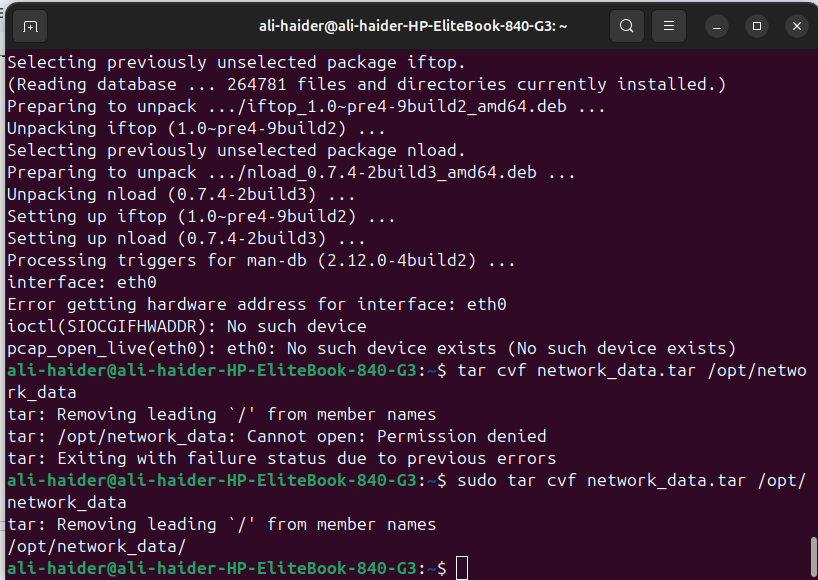 ali-haider@ali-haider-HP-EliteBook-840-G3: ~
Selecting previously unselected package iftop.
(Reading database ... 264781 files and directories currently installed.)
Preparing to unpack .../iftop_1.0~pre4-9build2_amd64.deb ...
Unpacking iftop (1.0~pre4-9build2) ...
Selecting previously unselected package nload.
Preparing to unpack .../nload_0.7.4-2build3_amd64.deb ...
Unpacking nload (0.7.4-2build3) ...
Setting up iftop (1.0~pre4-9build2) ...
Setting up nload (0.7.4-2build3) ...
Processing triggers for man-db (2.12.0-4build2) ...
interface: eth0
Error getting hardware address for interface: eth0
ioctl(SIOCGIFHWADDR): No such device
pcap_open_live(eth0): eth0: No such device exists (No such device exists)
ali-haider@ali-haider-HP-EliteBook-840-G3:~$ tar cvf network_data.tar /opt/netwo
rk_data
tar: Removing leading `/' from member names
tar: /opt/network_data: Cannot open: Permission denied
tar: Exiting with failure status due to previous errors
ali-haider@ali-haider-HP-EliteBook-840-G3:~$ sudo tar cvf network_data.tar /opt/
network_data
tar: Removing leading `/' from member names
/opt/network_data/
ali-haider@ali-haider-HP-EliteBook-840-G3:~$